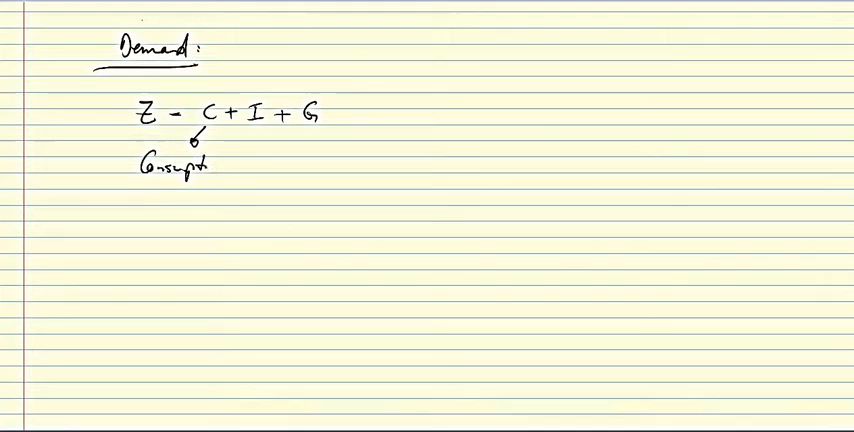 Demand:
Z = C + I + G
Consumpt